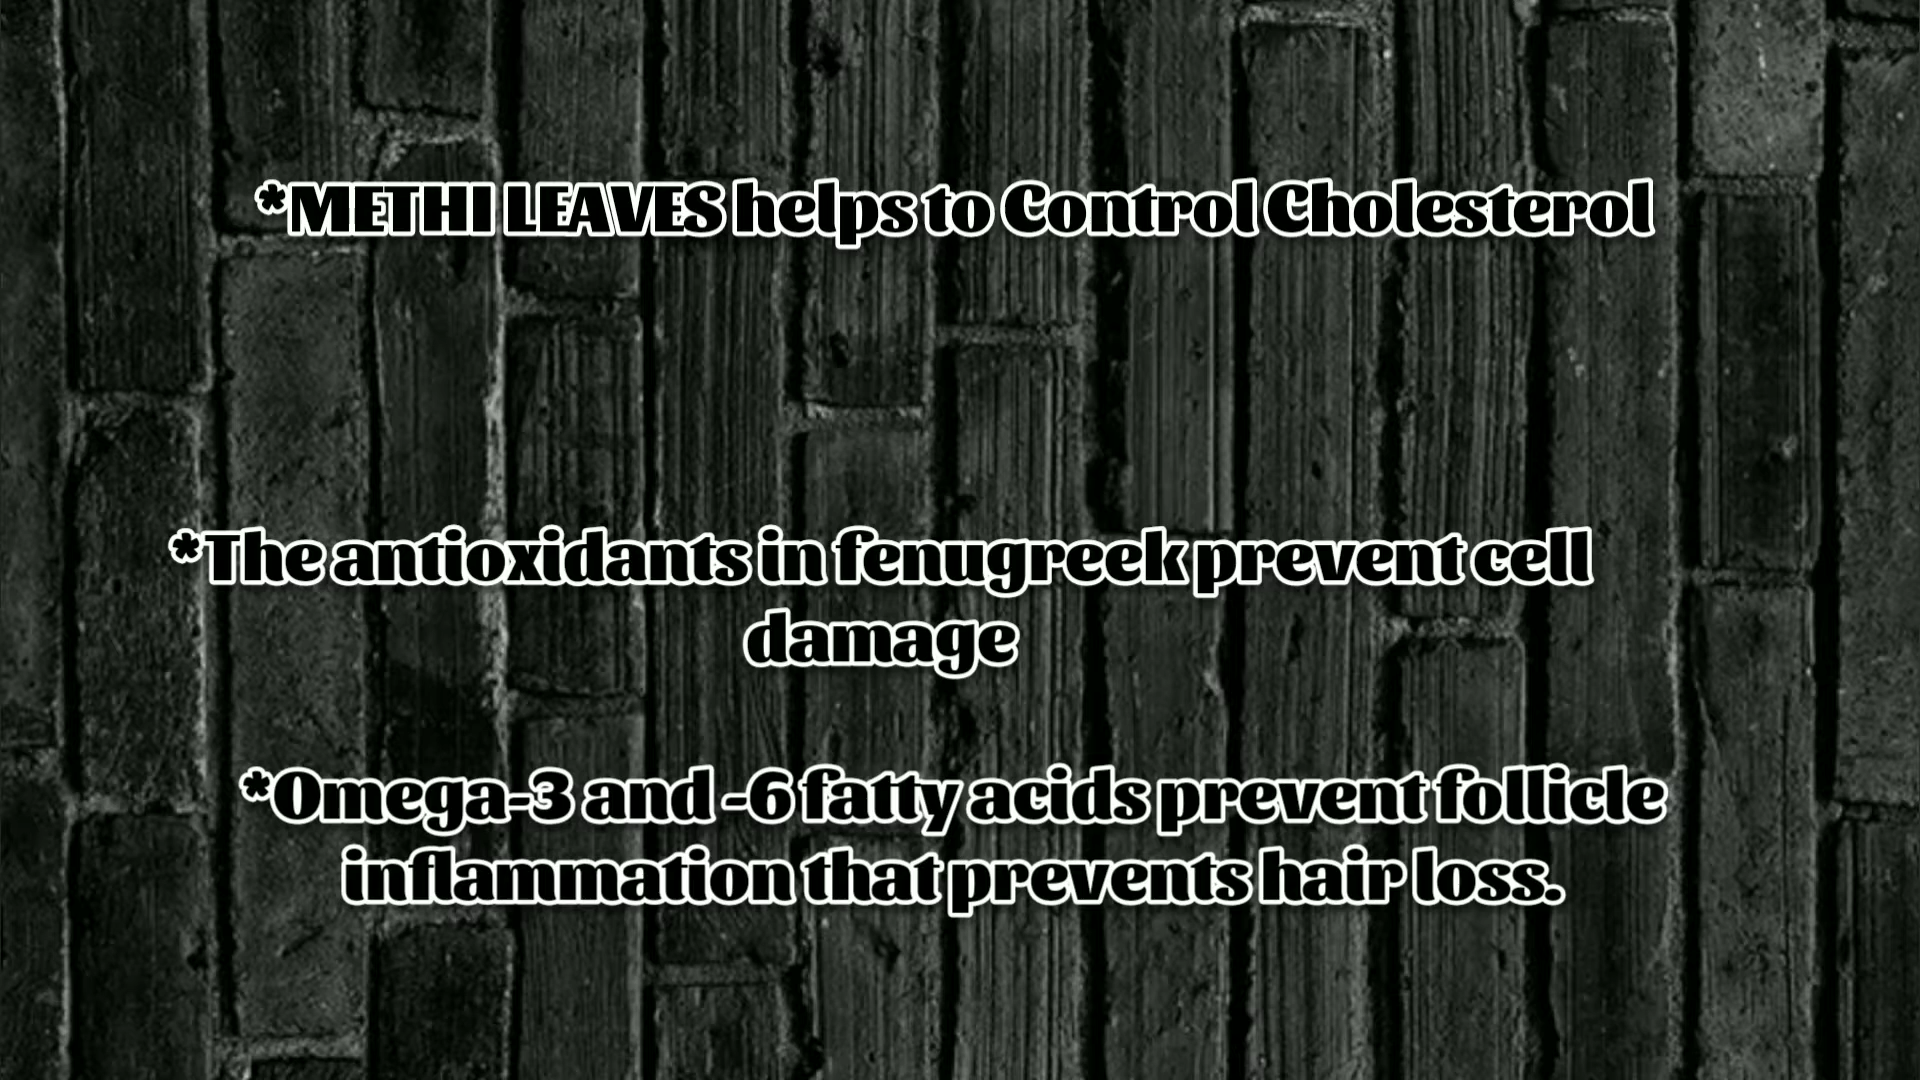 *METHI LEAVES helps to Control Cholesterol
*The antioxidants in fenugreek prevent cell
damage
*Omega-3 and -6 fatty acids prevent follicle
inflammation that prevents hair loss.